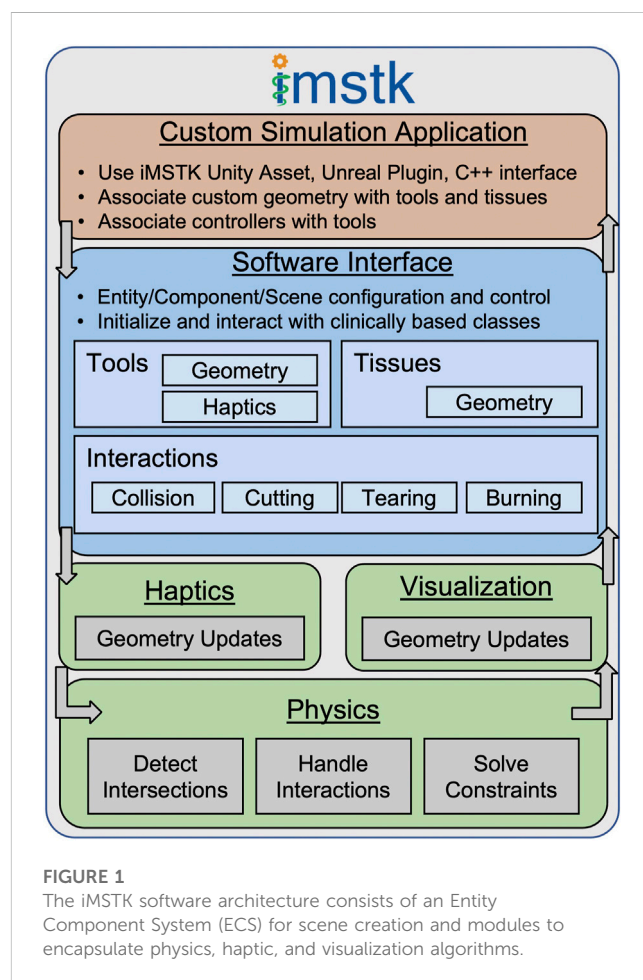 imstk
Custom Simulation Application
• Use iMSTK Unity Asset, Unreal Plugin, C++ interface
• Associate custom geometry with tools and tissues
• Associate controllers with tools
Software Interface
• Entity/Component/Scene configuration and control
• Initialize and interact with clinically based classes
Tools
Geometry
Haptics
Tissues
Geometry
Interactions
Collision Cutting Tearing Burning
Haptics
Geometry Updates
Visualization
Geometry Updates
Physics
Detect
Intersections
Handle
Interactions
Solve
Constraints
FIGURE 1
The iMSTK software architecture consists of an Entity
Component System (ECS) for scene creation and modules to
encapsulate physics, haptic, and visualization algorithms.